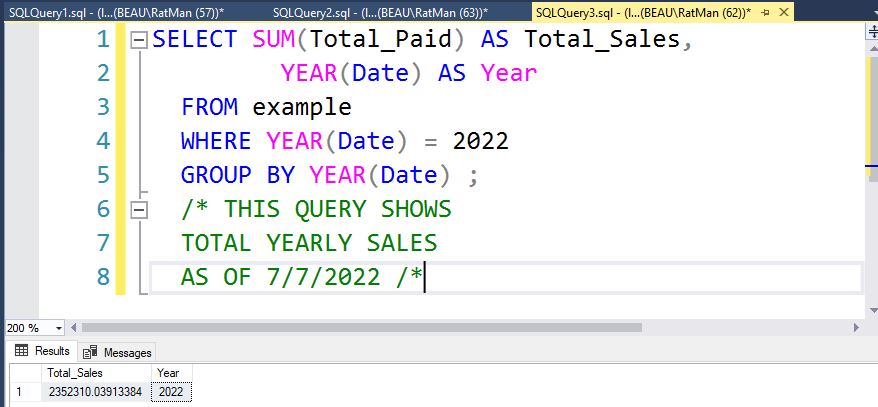 SQLQuery1.sql - (l...(BEAU\RatMan (57))* SQLQuery2.sql - (l...(BEAU\RatMan (63))* SQLQuery3.sql - (l...(BEAU\RatMan (62))*
1 SELECT SUM(Total_Paid) AS Total_Sales,
2 YEAR(Date) AS Year
3 FROM example
4 WHERE YEAR(Date) = 2022
5 GROUP BY YEAR(Date) ;
6 /* THIS QUERY SHOWS
7 TOTAL YEARLY SALES
8 AS OF 7/7/2022 /*
200 %
Results Messages
Total_Sales Year
1 2352310.03913384 2022